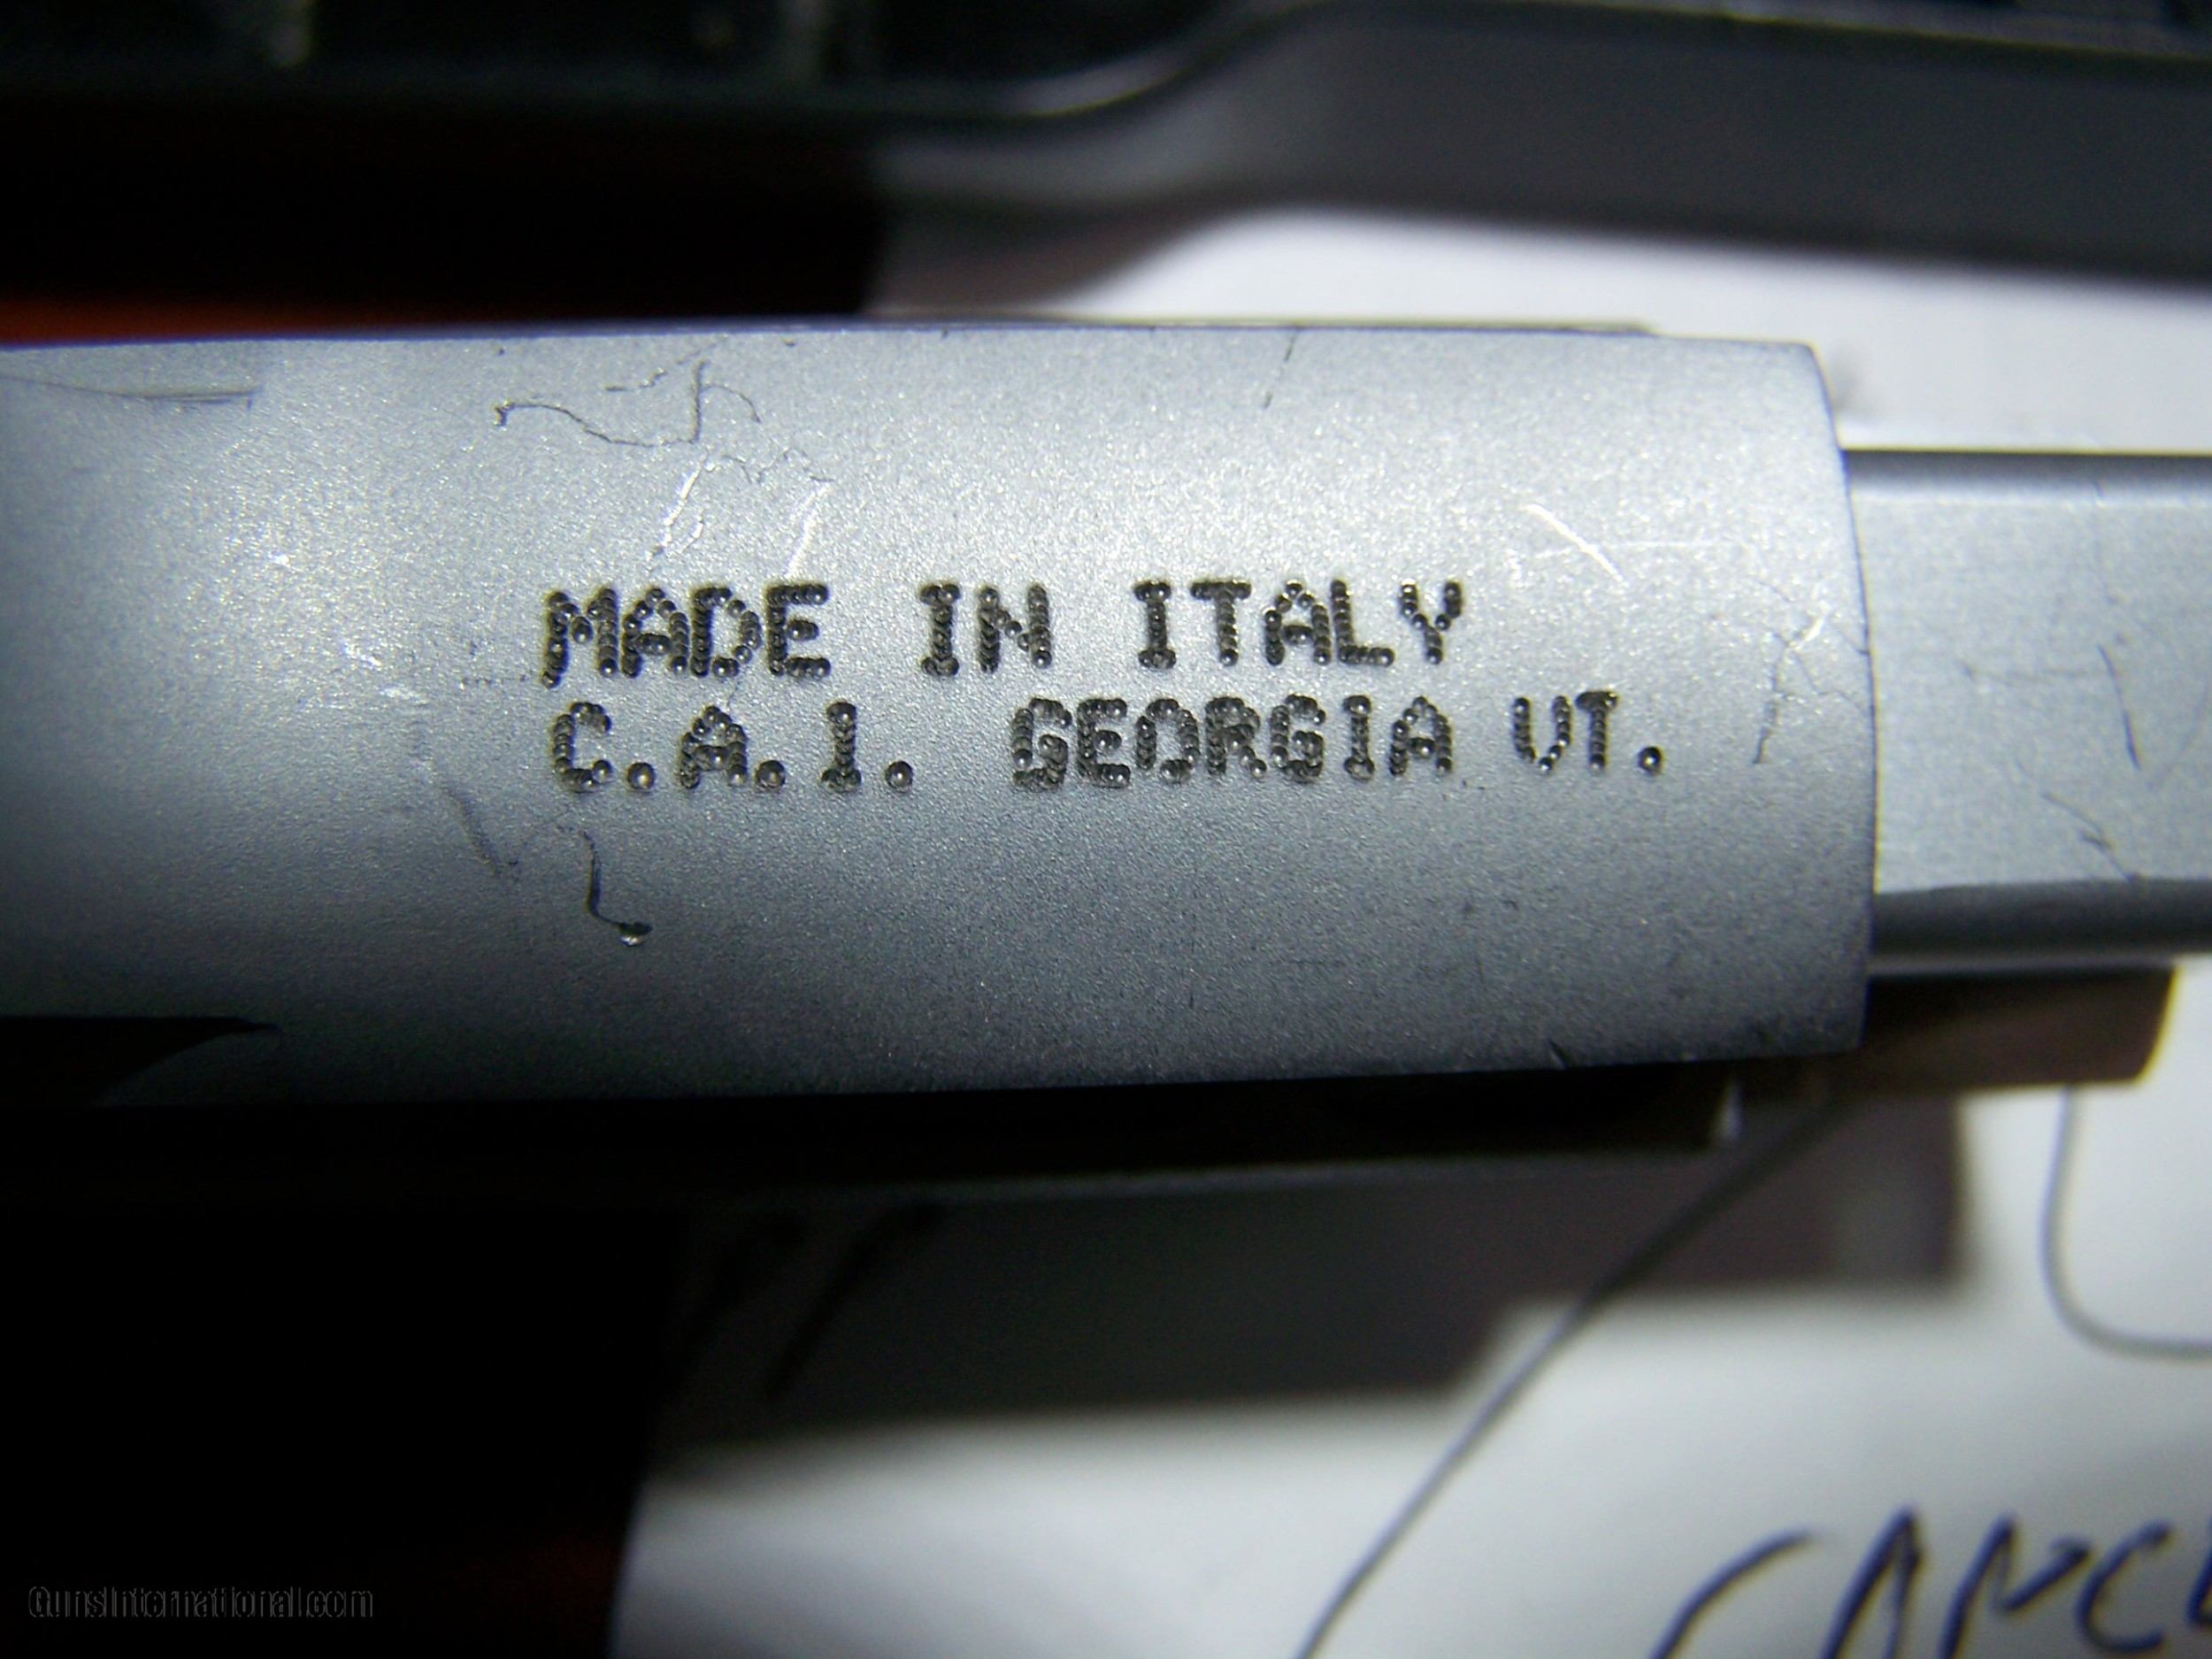 MADE IN ITALY
C.A.I. GEORGIA VT.
GunsInternational.com